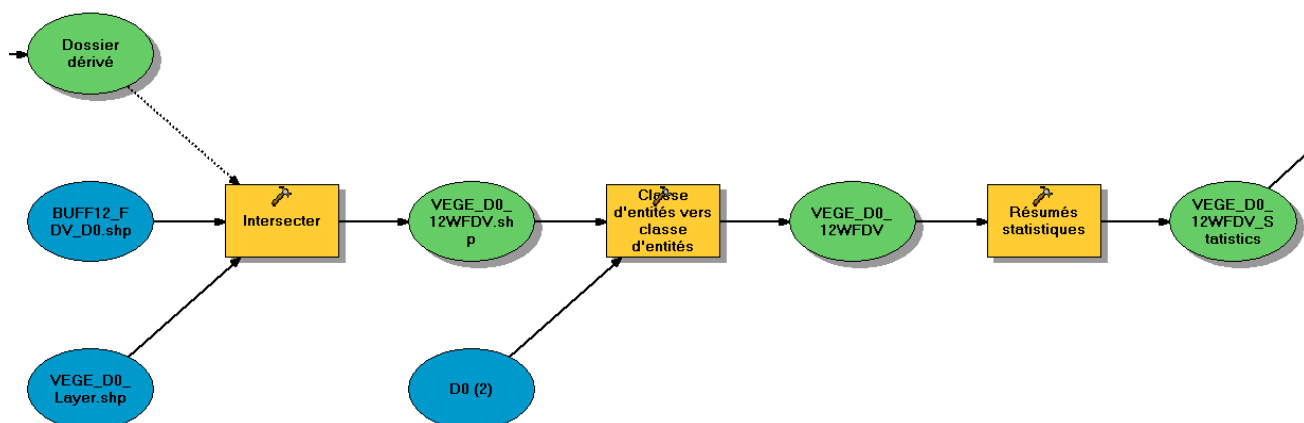 Dossier
dérivé
BUFF12_F
DV_D0.shp
Intersecter
VEGE_D0_
12WFDV.sh
p
Classe
d'entités vers
classe
d'entités
VEGE_D0_
12WFDV
Résumés
statistiques
VEGE_D0_
12WFDV_S
tatistics
VEGE_D0_
Layer.shp
D0 (2)